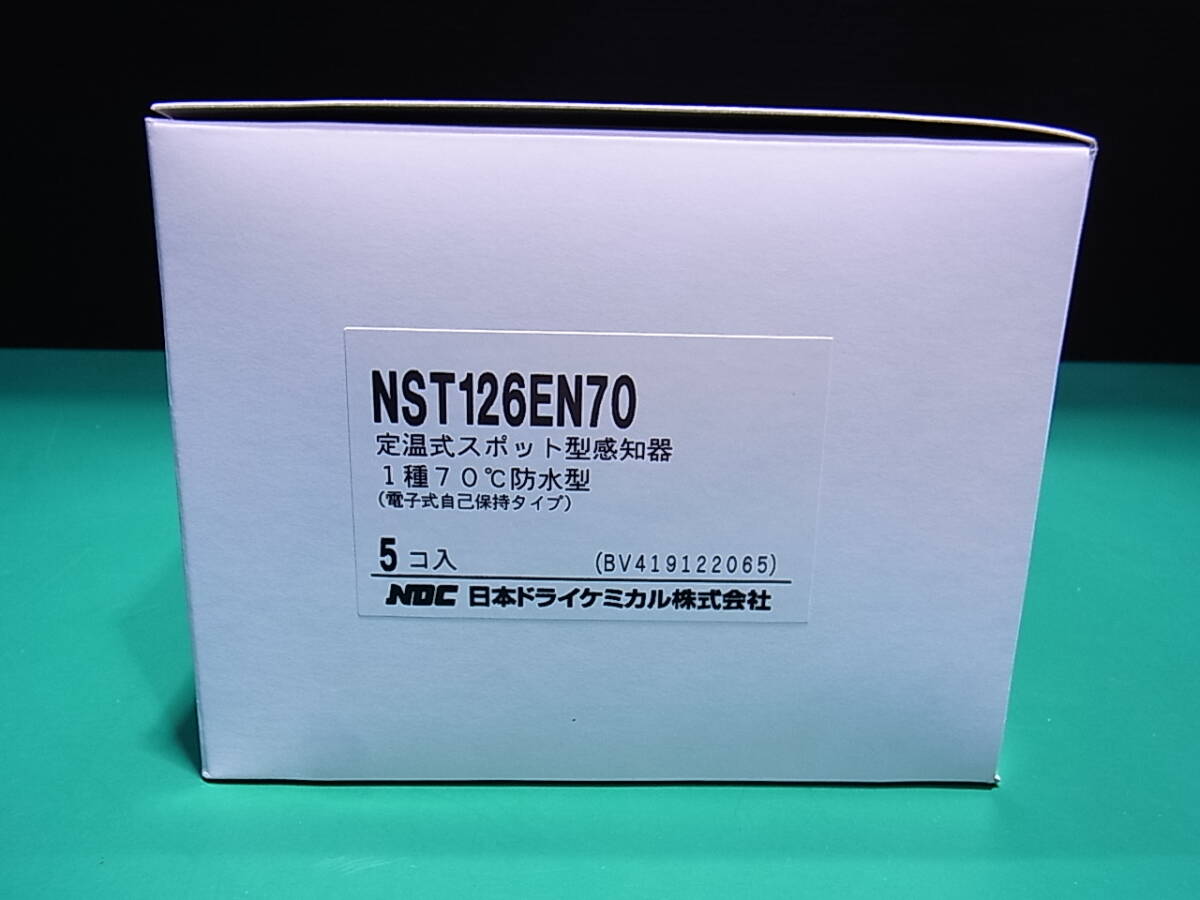 NST126EN70
定温式スポット型感知器
１種７０℃防水型
(電子式自己保持タイプ)
5コ入 (BV419122065)
NDC 日本ドライケミカル株式会社